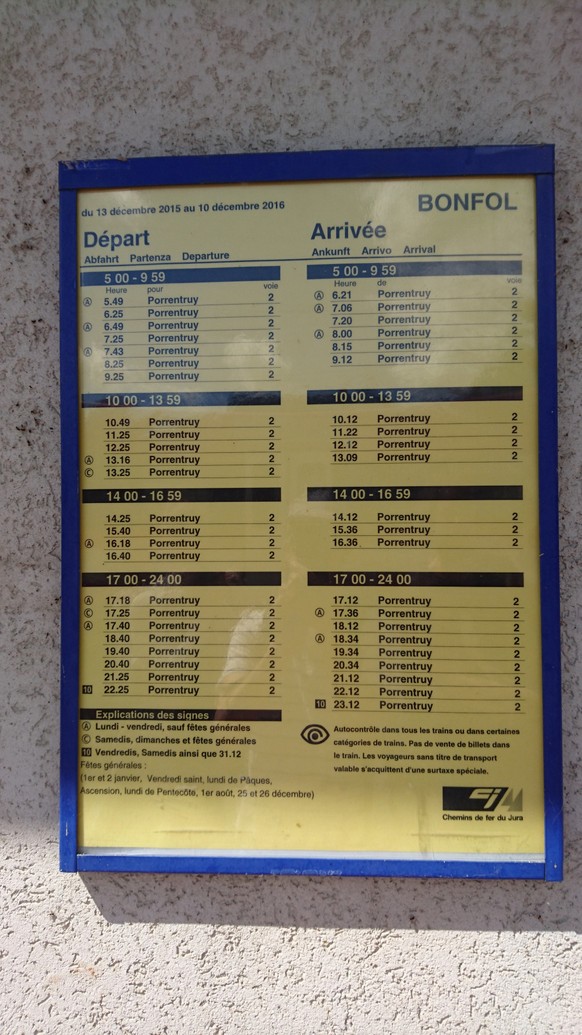 du 13 décembre 2015 au 10 décembre 2016
BONFOL
Départ
Abfahrt Partenza Departure
5 00 - 9 59
Heure pour voie
Ⓐ 5.49 Porrentruy 2
6.25 Porrentruy 2
Ⓐ 6.49 Porrentruy 2
7.25 Porrentruy 2
Ⓐ 7.43 Porrentruy 2
8.25 Porrentruy 2
9.25 Porrentruy 2
10 00 - 13 59
10.49 Porrentruy 2
11.25 Porrentruy 2
12.25 Porrentruy 2
Ⓐ 13.16 Porrentruy 2
Ⓒ 13.25 Porrentruy 2
14 00 - 16 59
14.25 Porrentruy 2
15.40 Porrentruy 2
Ⓐ 16.18 Porrentruy 2
16.40 Porrentruy 2
17 00 - 24 00
Ⓐ 17.18 Porrentruy 2
Ⓒ 17.25 Porrentruy 2
Ⓐ 17.40 Porrentruy 2
18.40 Porrentruy 2
19.40 Porrentruy 2
20.40 Porrentruy 2
21.25 Porrentruy 2
10 22.25 Porrentruy 2
Explications des signes
Ⓐ Lundi - vendredi, sauf fêtes générales
Ⓒ Samedis, dimanches et fêtes générales
10 Vendredis, Samedis ainsi que 31.12
Fêtes générales :
(1er et 2 janvier, Vendredi saint, lundi de Pâques,
Ascension, lundi de Pentecôte, 1er août, 25 et 26 décembre)
Arrivée
Ankunft Arrivo Arrival
5 00 - 9 59
Heure de voie
Ⓐ 6.21 Porrentruy 2
Ⓐ 7.06 Porrentruy 2
7.20 Porrentruy 2
Ⓐ 8.00 Porrentruy 2
8.15 Porrentruy 2
9.12 Porrentruy 2
10 00 - 13 59
10.12 Porrentruy 2
11.22 Porrentruy 2
12.12 Porrentruy 2
13.09 Porrentruy 2
14 00 - 16 59
14.12 Porrentruy 2
15.36 Porrentruy 2
16.36 Porrentruy 2
17 00 - 24 00
17.12 Porrentruy 2
Ⓐ 17.36 Porrentruy 2
18.12 Porrentruy 2
Ⓐ 18.34 Porrentruy 2
19.34 Porrentruy 2
20.34 Porrentruy 2
21.12 Porrentruy 2
22.12 Porrentruy 2
10 23.12 Porrentruy 2
Autocontrôle dans tous les trains ou dans certaines
catégories de trains. Pas de vente de billets dans
le train. Les voyageurs sans titre de transport
valable s'acquittent d'une surtaxe spéciale.
CJ
Chemins de fer du Jura